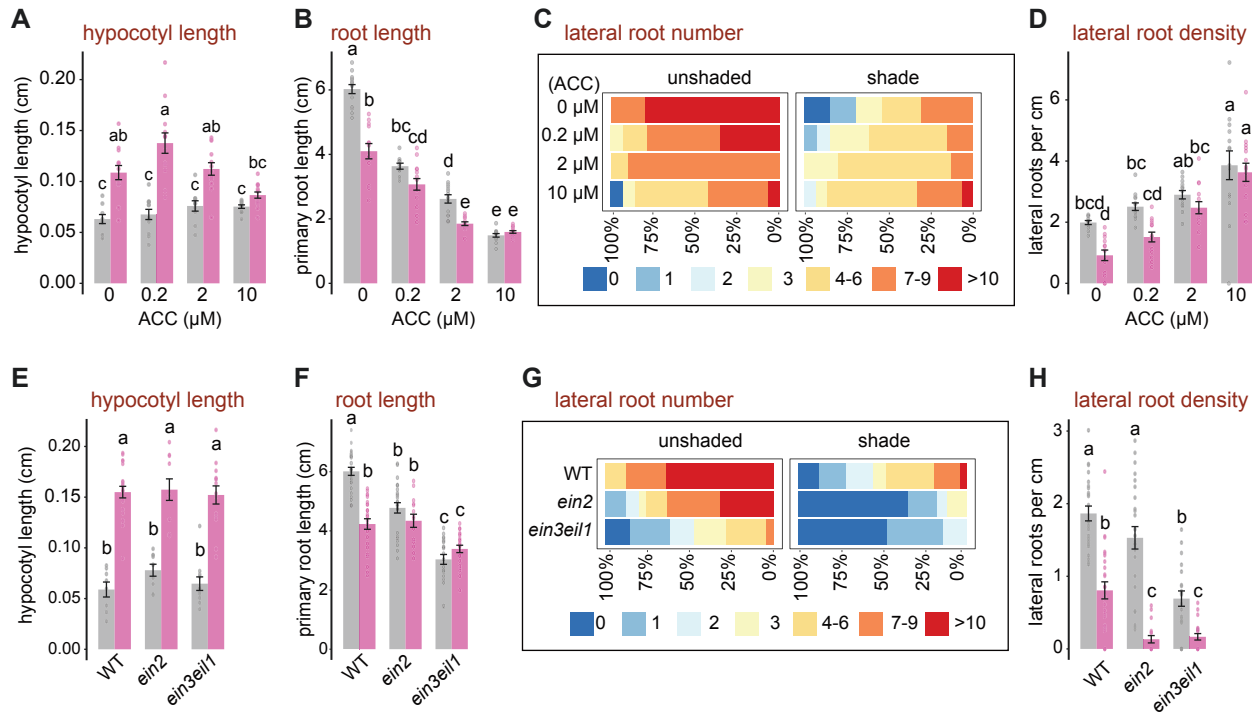 A
hypocotyl length
hypocotyl length (cm)
0.20
0.15
0.10
0.05
0.00
c ab c a c ab c bc
0 0.2 2 10
ACC (µM)
B
root length
primary root length (cm)
6
4
2
0
a b bc cd d e e e
0 0.2 2 10
ACC (µM)
C
lateral root number
(ACC) unshaded shade
0 µM
0.2 µM
2 µM
10 µM
100% 75% 50% 25% 0% 100% 75% 50% 25% 0%
0 1 2 3 4-6 7-9 >10
D
lateral root density
lateral roots per cm
6
4
2
0
bcd d bc cd ab bc a a
0 0.2 2 10
ACC (µM)
E
hypocotyl length
hypocotyl length (cm)
0.20
0.15
0.10
0.05
0.00
b a b a b a
WT ein2 ein3eil1
F
root length
primary root length (cm)
6
4
2
0
a b b b c c
WT ein2 ein3eil1
G
lateral root number
unshaded shade
WT
ein2
ein3eil1
100% 75% 50% 25% 0% 100% 75% 50% 25% 0%
0 1 2 3 4-6 7-9 >10
H
lateral root density
lateral roots per cm
3
2
1
0
a b a c b c
WT ein2 ein3eil1